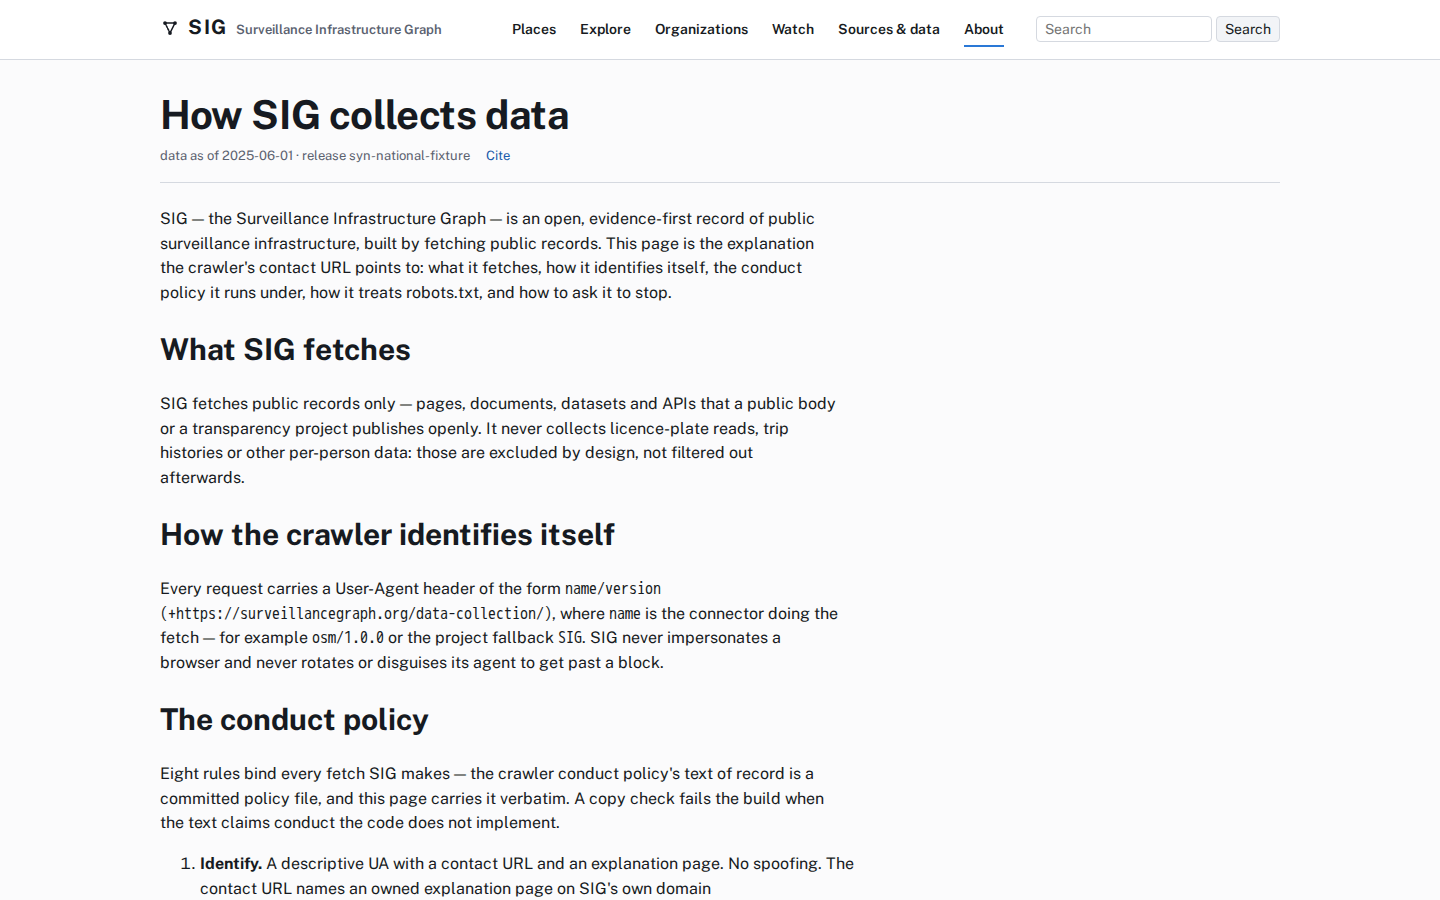 SIG Surveillance Infrastructure Graph Places Explore Organizations Watch Sources & data About Search Search
How SIG collects data
data as of 2025-06-01 · release syn-national-fixture Cite
SIG — the Surveillance Infrastructure Graph — is an open, evidence-first record of public
surveillance infrastructure, built by fetching public records. This page is the explanation
the crawler's contact URL points to: what it fetches, how it identifies itself, the conduct
policy it runs under, how it treats robots.txt, and how to ask it to stop.
What SIG fetches
SIG fetches public records only — pages, documents, datasets and APIs that a public body
or a transparency project publishes openly. It never collects licence-plate reads, trip
histories or other per-person data: those are excluded by design, not filtered out
afterwards.
How the crawler identifies itself
Every request carries a User-Agent header of the form name/version
(+https://surveillancegraph.org/data-collection/), where name is the connector doing the
fetch — for example osm/1.0.0 or the project fallback SIG. SIG never impersonates a
browser and never rotates or disguises its agent to get past a block.
The conduct policy
Eight rules bind every fetch SIG makes — the crawler conduct policy's text of record is a
committed policy file, and this page carries it verbatim. A copy check fails the build when
the text claims conduct the code does not implement.
1. Identify. A descriptive UA with a contact URL and an explanation page. No spoofing. The
contact URL names an owned explanation page on SIG's own domain